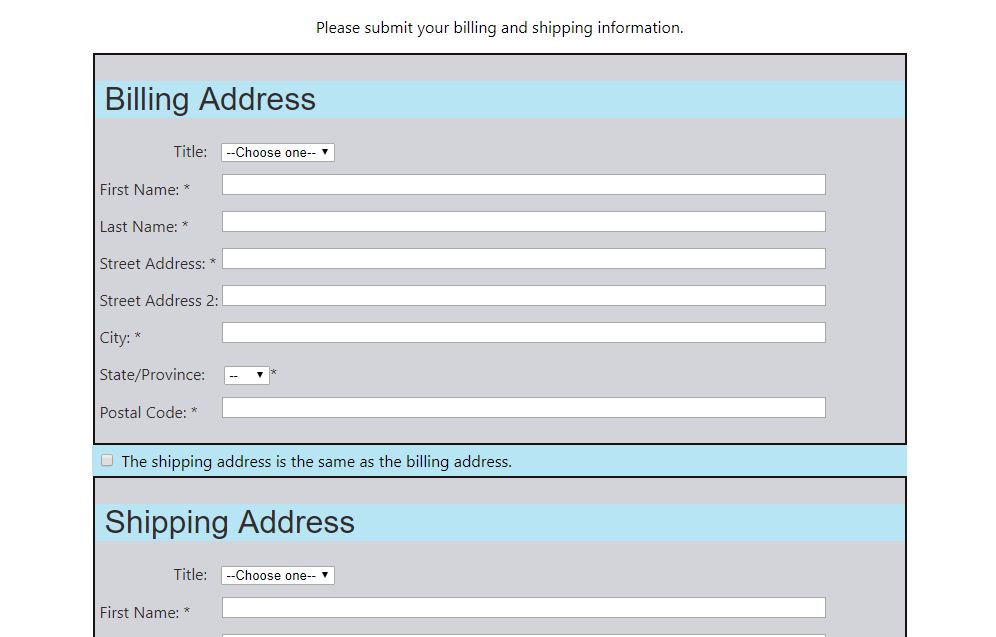 Please submit your billing and shipping information.
Billing Address
Title: --Choose one--
First Name: *
Last Name: *
Street Address: *
Street Address 2:
City: *
State/Province: -- *
Postal Code: *
The shipping address is the same as the billing address.
Shipping Address
Title: --Choose one--
First Name: *